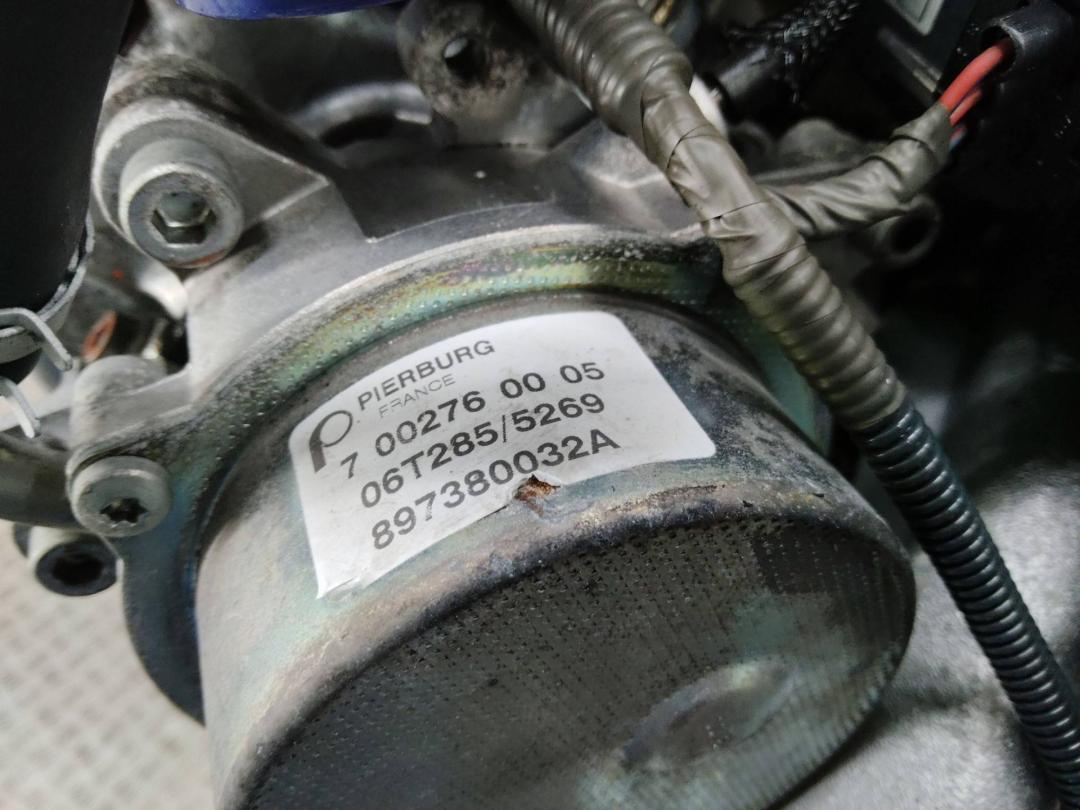 PIERBURG
FRANCE
7 00276 00 05
06T285/5269
897380032A